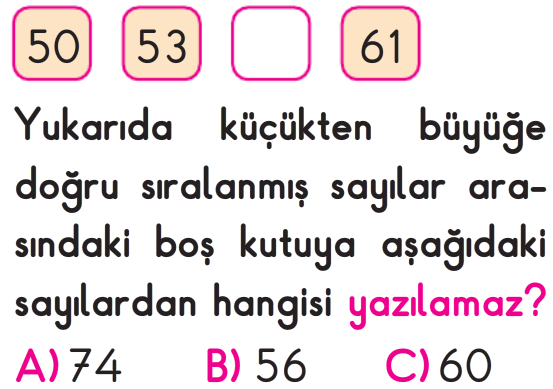 50 53 61
Yukarıda küçükten büyüğe
doğru sıralanmış sayılar ara-
sındaki boş kutuya aşağıdaki
sayılardan hangisi yazılamaz?
A) 74 B) 56 C) 60